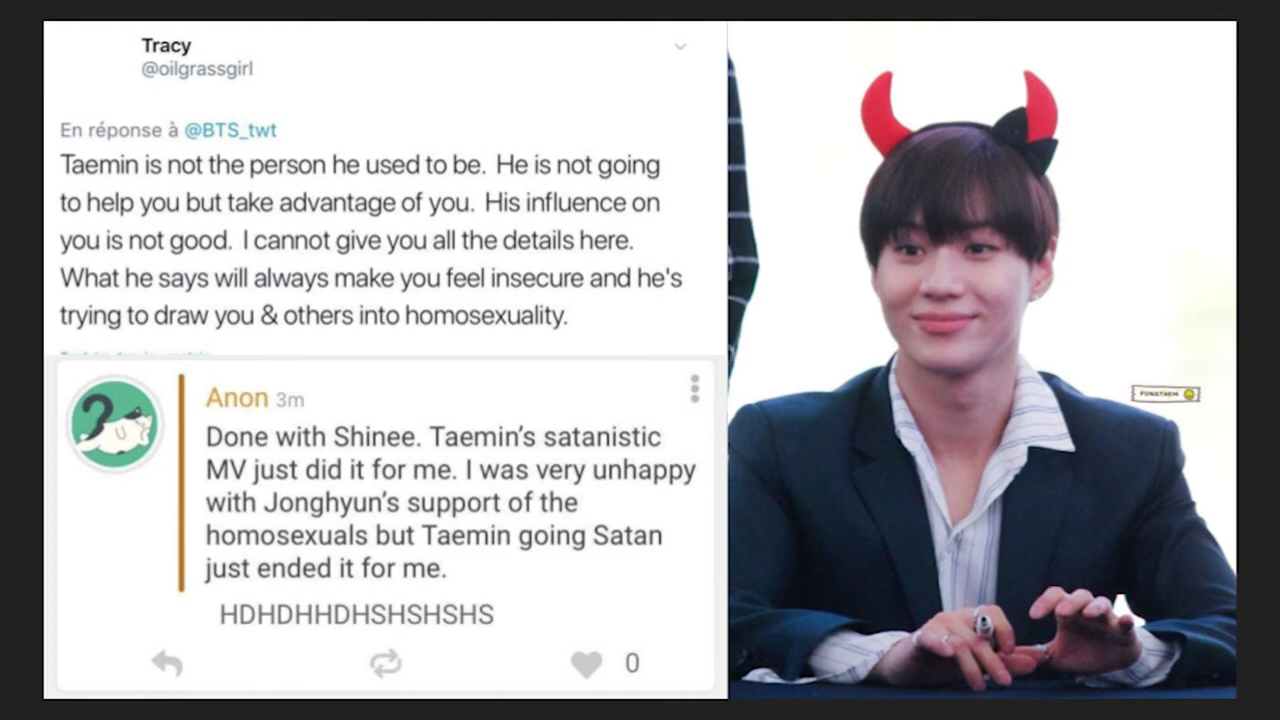 Tracy
@oilgrassgirl
En réponse à @BTS_twt
Taemin is not the person he used to be. He is not going
to help you but take advantage of you. His influence on
you is not good. I cannot give you all the details here.
What he says will always make you feel insecure and he's
trying to draw you & others into homosexuality.
Anon 3m
Done with Shinee. Taemin's satanistic
MV just did it for me. I was very unhappy
with Jonghyun's support of the
homosexuals but Taemin going Satan
just ended it for me.
HDHDHHDHSHSHSHS
0
FUNGTAEMI